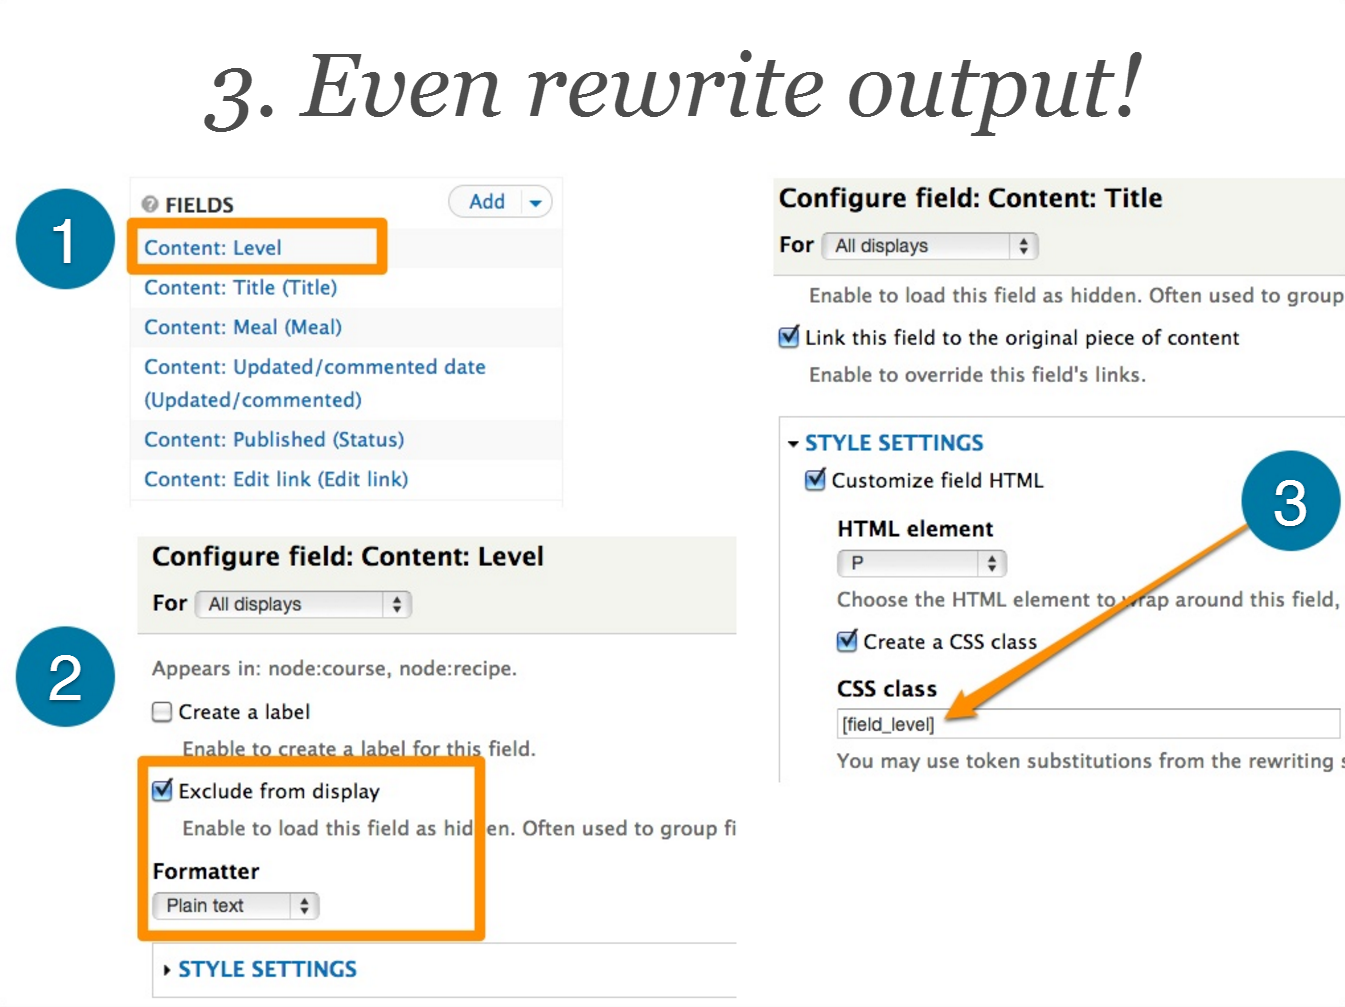 3. Even rewrite output!
1
FIELDS
Add
Content: Level
Content: Title (Title)
Content: Meal (Meal)
Content: Updated/commented date
(Updated/commented)
Content: Published (Status)
Content: Edit link (Edit link)
2
Configure field: Content: Level
For All displays
Appears in: node:course, node:recipe.
Create a label
Enable to create a label for this field.
Exclude from display
Enable to load this field as hidden. Often used to group fi
Formatter
Plain text
STYLE SETTINGS
Configure field: Content: Title
For All displays
Enable to load this field as hidden. Often used to group
Link this field to the original piece of content
Enable to override this field's links.
STYLE SETTINGS
Customize field HTML
3
HTML element
P
Choose the HTML element to wrap around this field,
Create a CSS class
CSS class
[field_level]
You may use token substitutions from the rewriting s